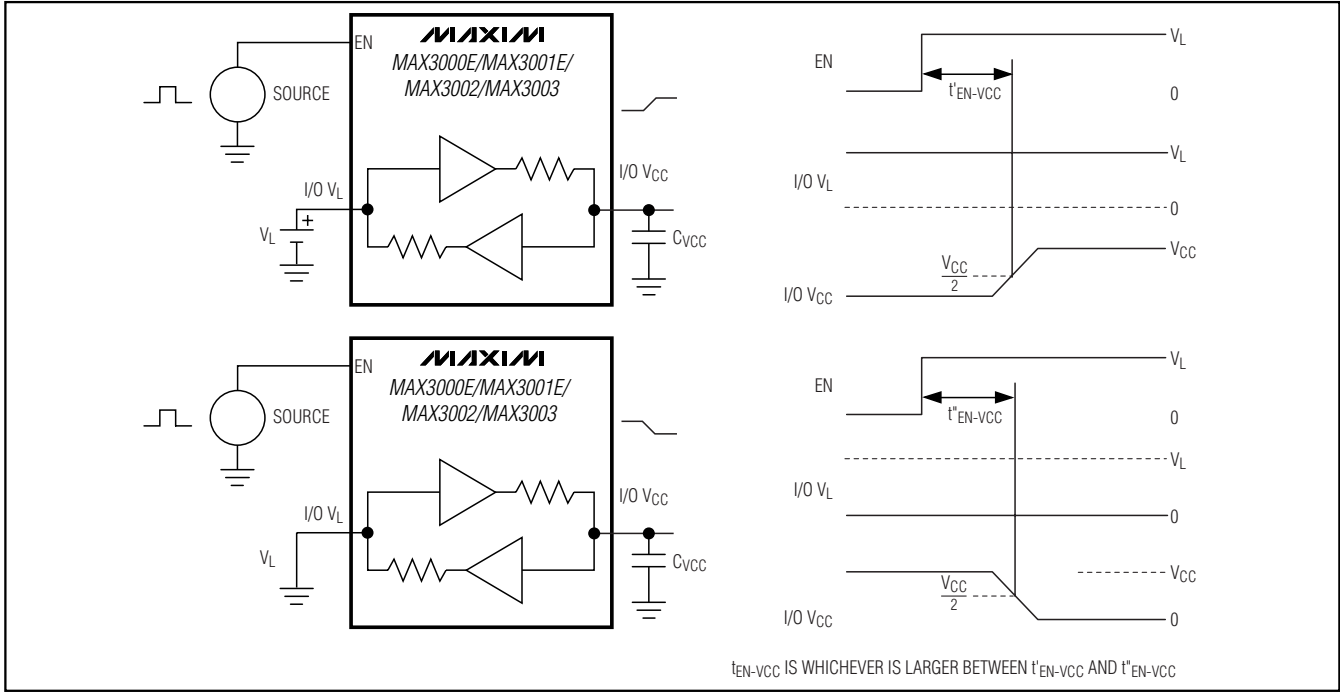 MAXIM
MAX3000E/MAX3001E/
MAX3002/MAX3003
EN
SOURCE
I/O VL
VL
+
I/O VCC
CVCC
EN
VL
t'EN-VCC
0
I/O VL
VL
0
VCC
VCC
2
I/O VCC
MAXIM
MAX3000E/MAX3001E/
MAX3002/MAX3003
EN
SOURCE
I/O VL
VL
I/O VCC
CVCC
EN
VL
t"EN-VCC
0
VL
I/O VL
0
VCC
VCC
2
I/O VCC
0
tEN-VCC IS WHICHEVER IS LARGER BETWEEN t'EN-VCC AND t"EN-VCC